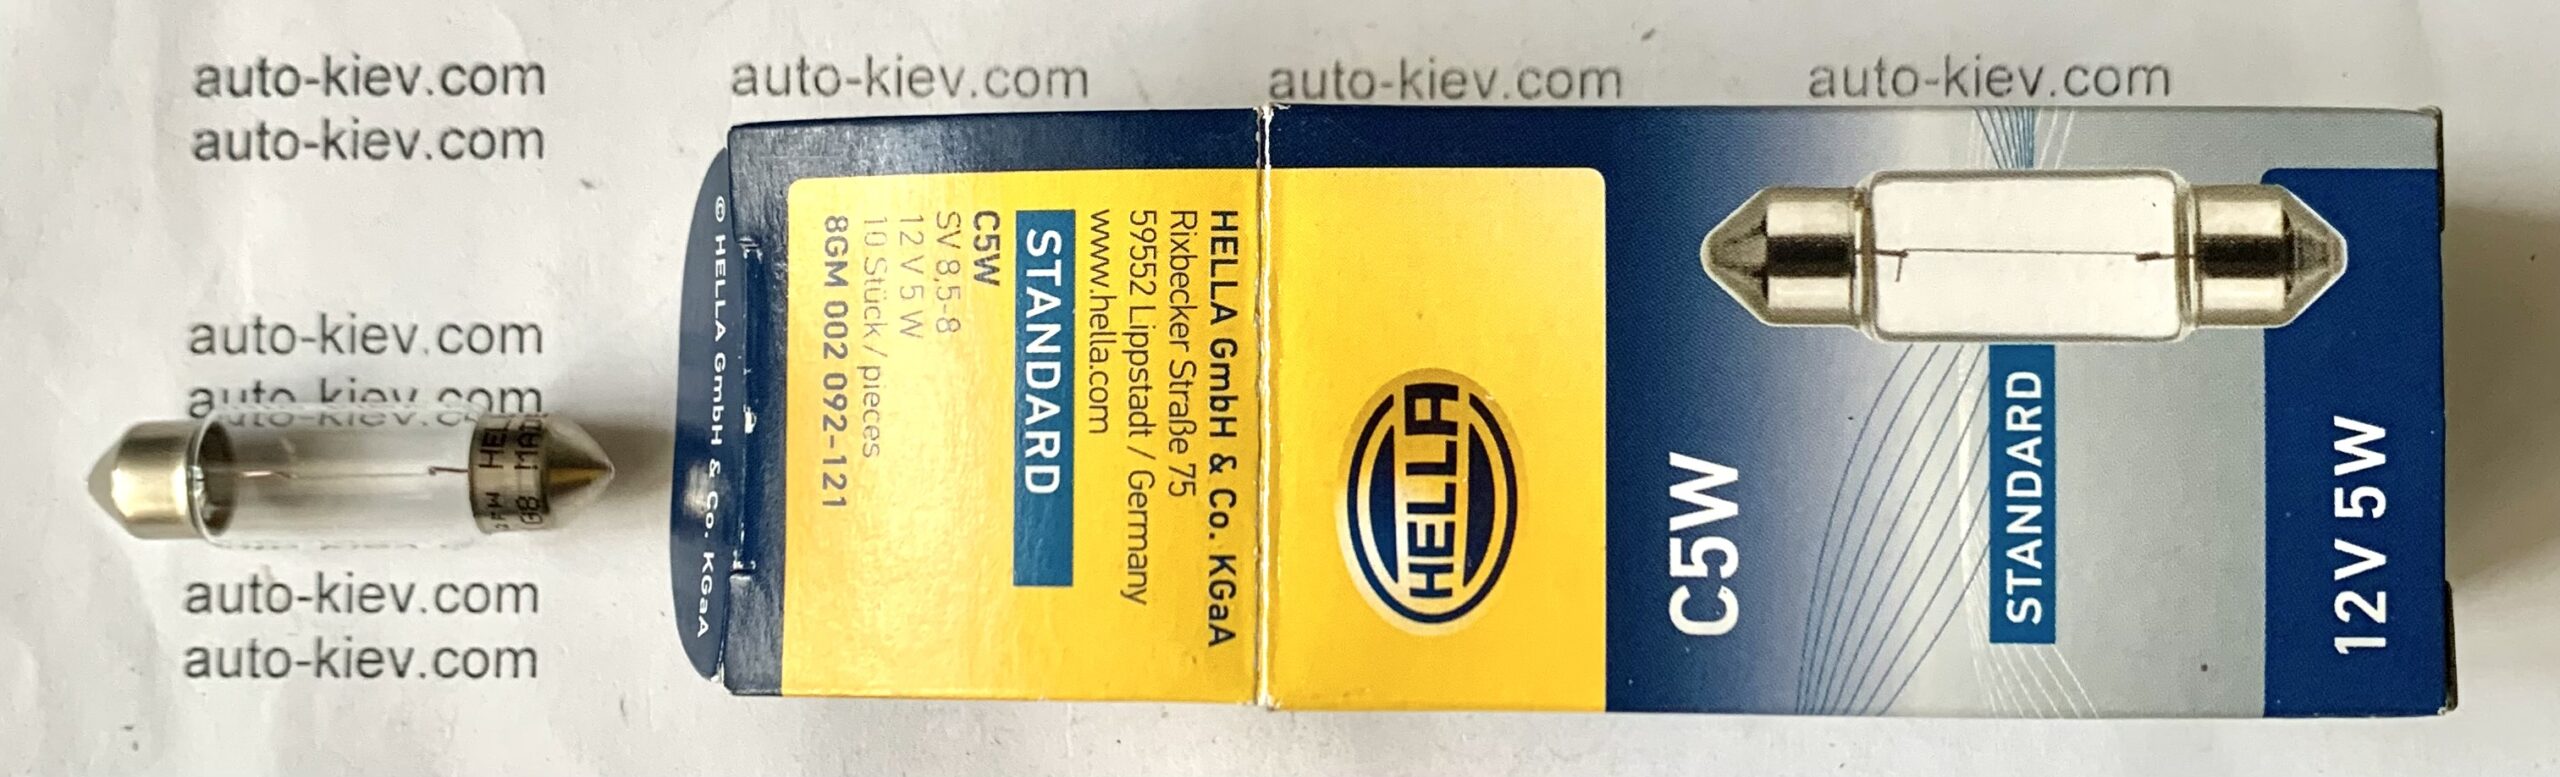 auto-kiev.com auto-kiev.com auto-kiev.com auto-kiev.com
auto-kiev.com
auto-kiev.com
auto-kiev.com
auto-kiev.com
auto-kiev.com
HELLA GmbH & Co. KGaA
Rixbecker Straße 75
59552 Lippstadt / Germany
www.hella.com
STANDARD
C5W
SV 8,5-8
12 V 5 W
10 Stück / pieces
8GM 002 092-121
© HELLA GmbH & Co. KGaA
HELLA
C5W
STANDARD
12 V 5 W